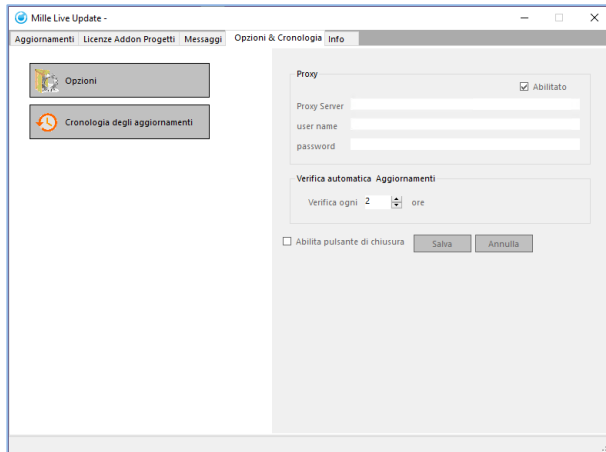 Mille Live Update -
Aggiornamenti Licenze Addon Progetti Messaggi Opzioni & Cronologia Info
Opzioni
Cronologia degli aggiornamenti
Proxy
Abilitato
Proxy Server
user name
password
Verifica automatica Aggiornamenti
Verifica ogni 2 ore
Abilita pulsante di chiusura Salva Annulla